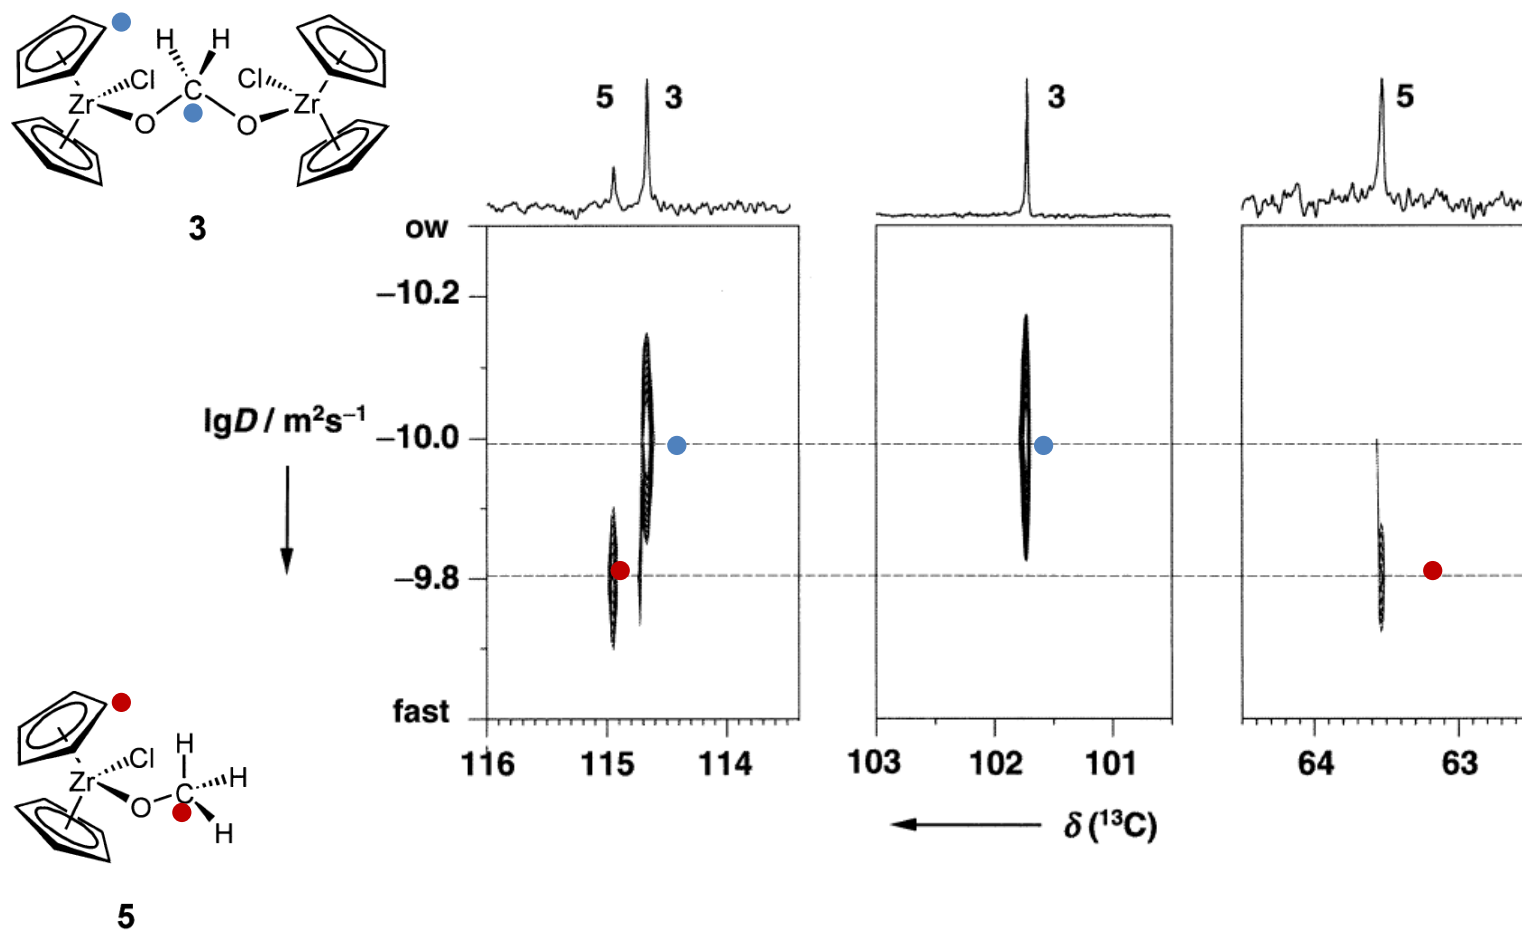 H H
Cl Cl
Zr C Zr
O O
3
5 3
3
5
ow
–10.2
lgD / m²s⁻¹
–10.0
–9.8
fast
116 115 114
103 102 101
64 63
δ (¹³C)
H
Cl
H
Zr C
O
H
5